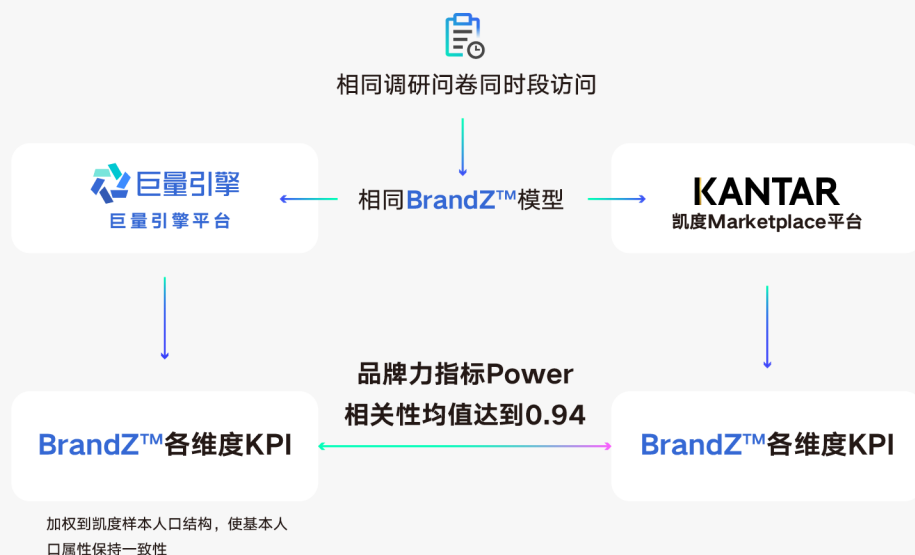 相同调研问卷同时段访问
巨量引擎
巨量引擎平台
相同BrandZ™模型
KANTAR
凯度Marketplace平台
品牌力指标Power
相关性均值达到0.94
BrandZ™各维度KPI
BrandZ™各维度KPI
加权到凯度样本人口结构，使基本人
口属性保持一致性